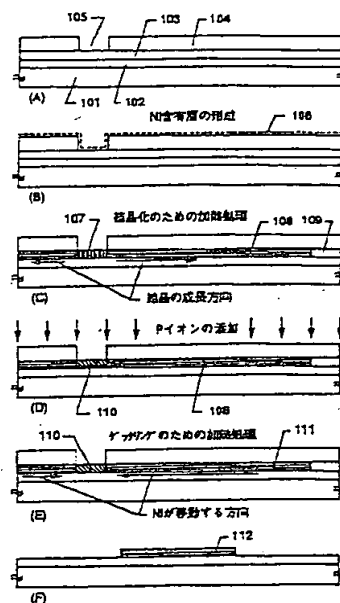 105 103 104
(A) 101 102
Ni含有層の形成 106
(B)
結晶化のための加熱処理
107 108 109
(C) 結晶の成長方向
Pイオンの添加
(D) 110 108
ゲッタリングのための加熱処理
110 111
(E) Niが移動する方向
112
(F)